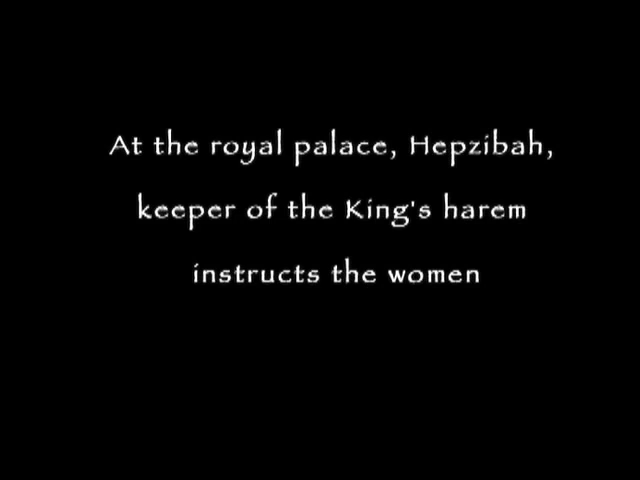 At the royal palace, Hepzibah,
keeper of the King's harem
instructs the women